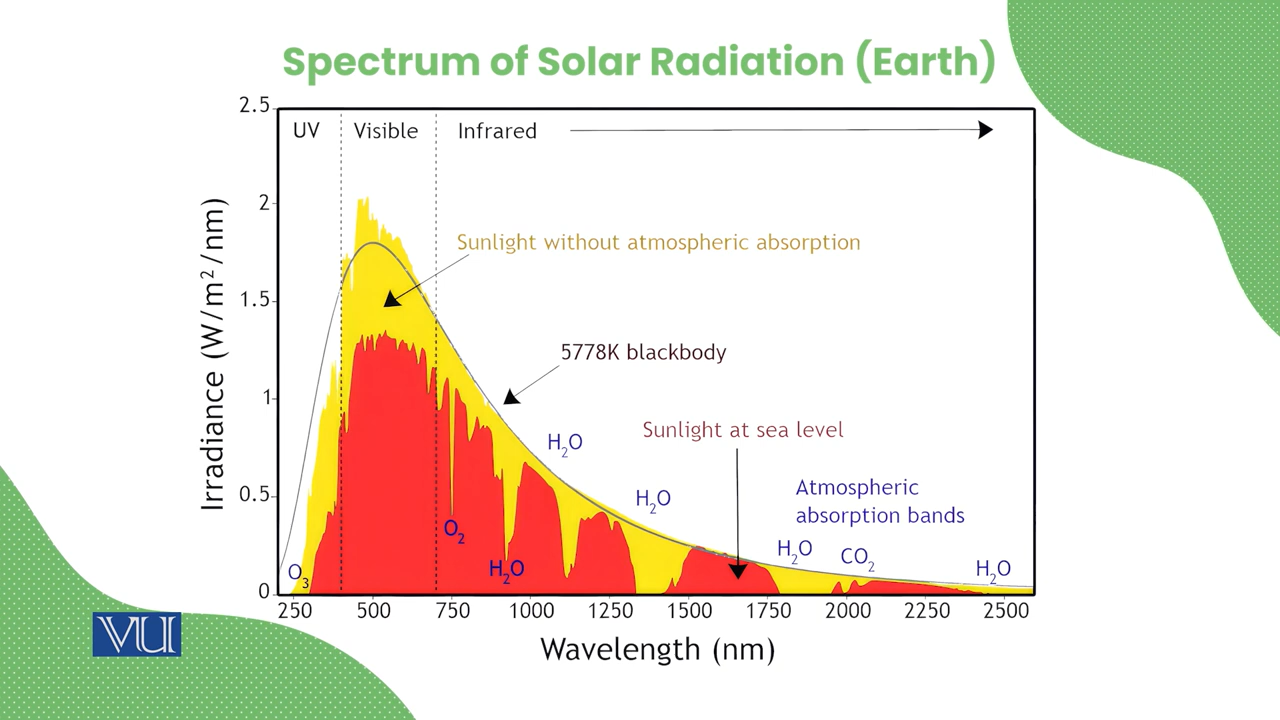 Spectrum of Solar Radiation (Earth)
UV Visible Infrared
2.5
2
1.5
1
0.5
0
Irradiance (W/m²/nm)
Sunlight without atmospheric absorption
5778K blackbody
Sunlight at sea level
H₂O
H₂O
Atmospheric
absorption bands
O₂
H₂O
H₂O
CO₂
H₂O
O₃
250 500 750 1000 1250 1500 1750 2000 2250 2500
Wavelength (nm)
VU